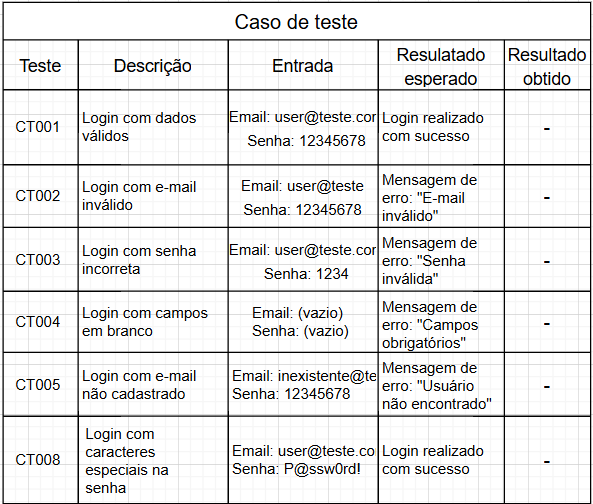 Caso de teste
Teste
Descrição
Entrada
Resulatado
esperado
Resultado
obtido
CT001
Login com dados
válidos
Email: user@teste.com
Senha: 12345678
Login realizado
com sucesso
-
CT002
Login com e-mail
inválido
Email: user@teste
Senha: 12345678
Mensagem de
erro: "E-mail
inválido"
-
CT003
Login com senha
incorreta
Email: user@teste.com
Senha: 1234
Mensagem de
erro: "Senha
inválida"
-
CT004
Login com campos
em branco
Email: (vazio)
Senha: (vazio)
Mensagem de
erro: "Campos
obrigatórios"
-
CT005
Login com e-mail
não cadastrado
Email: inexistente@te
Senha: 12345678
Mensagem de
erro: "Usuário
não encontrado"
-
CT008
Login com
caracteres
especiais na
senha
Email: user@teste.co
Senha: P@ssw0rd!
Login realizado
com sucesso
-